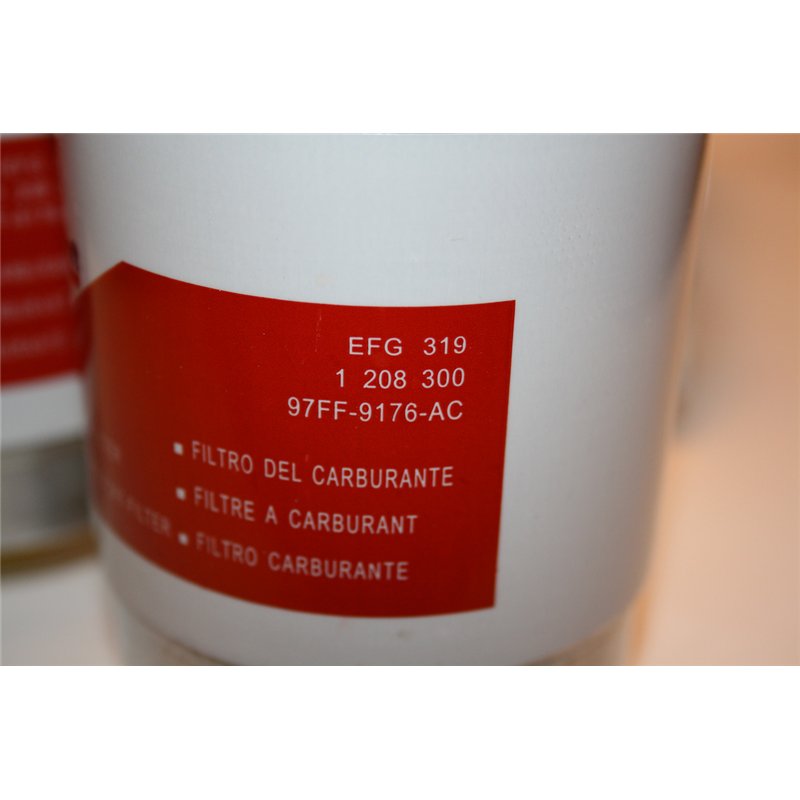 EFG 319
1 208 300
97FF-9176-AC
▪ FILTRO DEL CARBURANTE
▪ FILTRE A CARBURANT
▪ FILTRO CARBURANTE